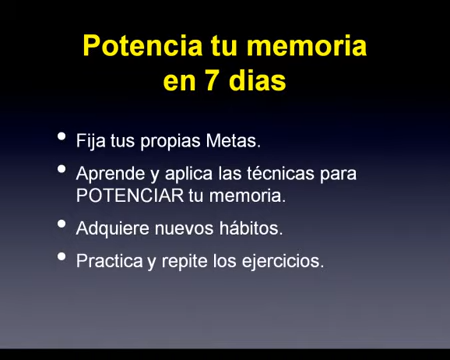 Potencia tu memoria
en 7 dias
• Fija tus propias Metas.
• Aprende y aplica las técnicas para
POTENCIAR tu memoria.
• Adquiere nuevos hábitos.
• Practica y repite los ejercicios.